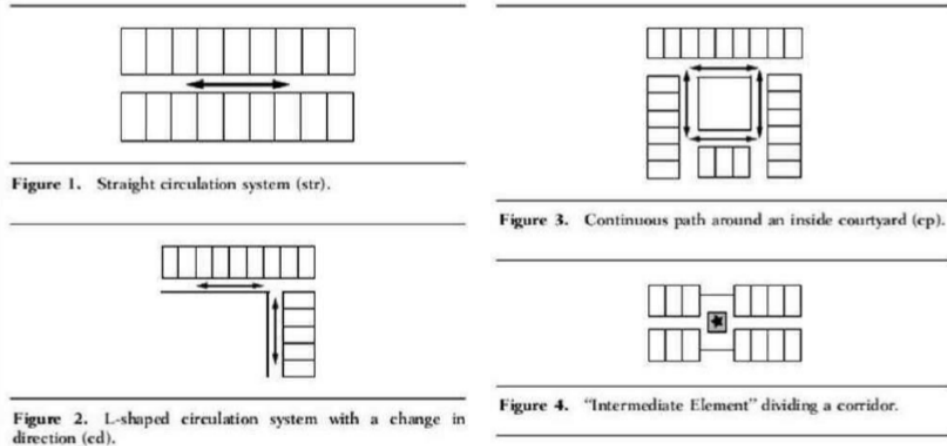 Figure 1. Straight circulation system (str).
Figure 2. L-shaped circulation system with a change in
direction (cd).
Figure 3. Continuous path around an inside courtyard (cp).
Figure 4. “Intermediate Element” dividing a corridor.